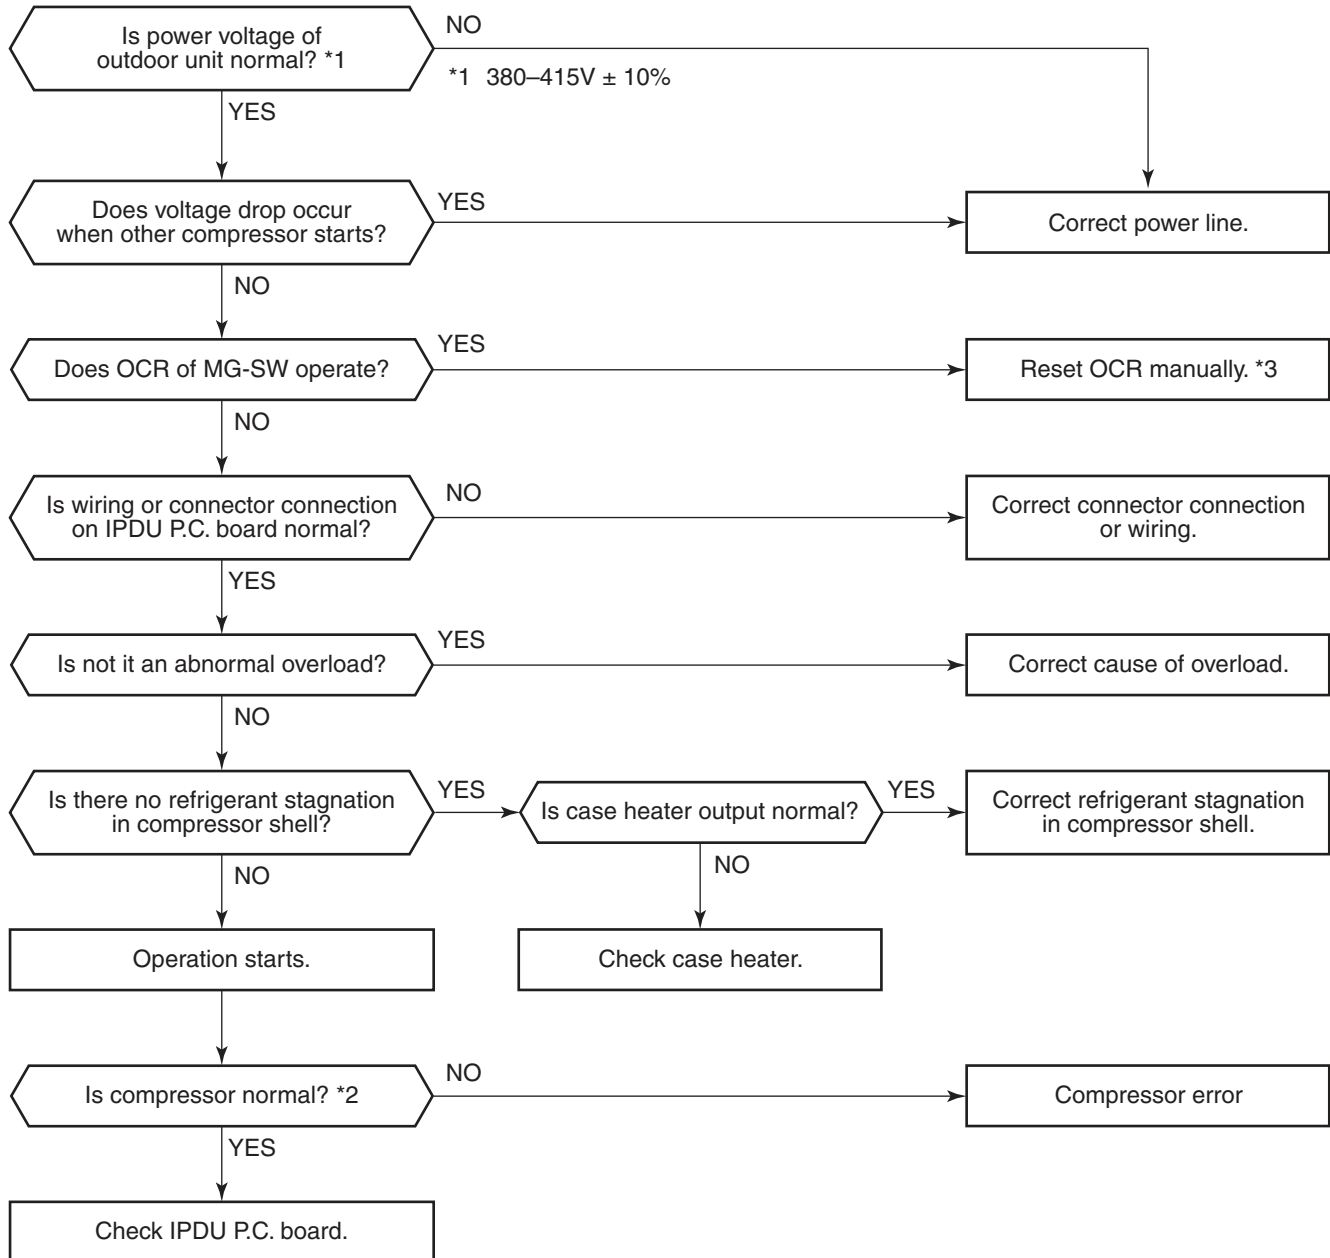 Is power voltage of
outdoor unit normal? *1
NO
*1 380–415V ± 10%
YES
Does voltage drop occur
when other compressor starts?
YES
Correct power line.
NO
Does OCR of MG-SW operate?
YES
Reset OCR manually. *3
NO
Is wiring or connector connection
on IPDU P.C. board normal?
NO
Correct connector connection
or wiring.
YES
Is not it an abnormal overload?
YES
Correct cause of overload.
NO
Is there no refrigerant stagnation
in compressor shell?
YES
Is case heater output normal?
YES
Correct refrigerant stagnation
in compressor shell.
NO
NO
Operation starts.
Check case heater.
Is compressor normal? *2
NO
Compressor error
YES
Check IPDU P.C. board.